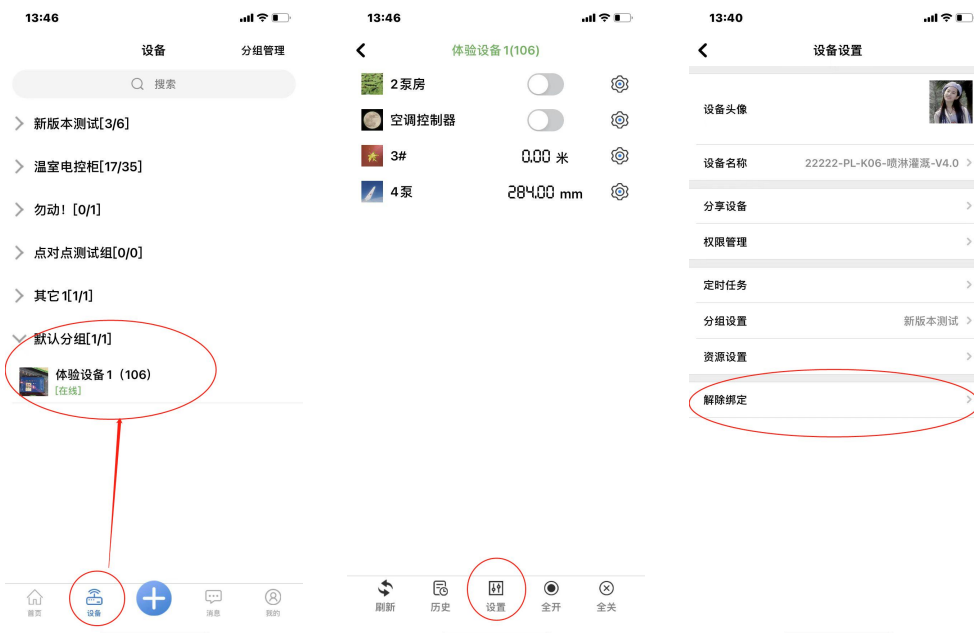 13:46
设备
分组管理
搜索
新版本测试[3/6]
温室电控柜[17/35]
勿动！[0/1]
点对点测试组[0/0]
其它1[1/1]
默认分组[1/1]
体验设备1（106）
[在线]
首页
设备
消息
我的
13:46
体验设备1(106)
2泵房
空调控制器
3#
0.00 米
4泵
284.00 mm
刷新
历史
设置
全开
全关
13:40
设备设置
设备头像
设备名称
22222-PL-K06-喷淋灌溉-V4.0
分享设备
权限管理
定时任务
分组设置
新版本测试
资源设置
解除绑定